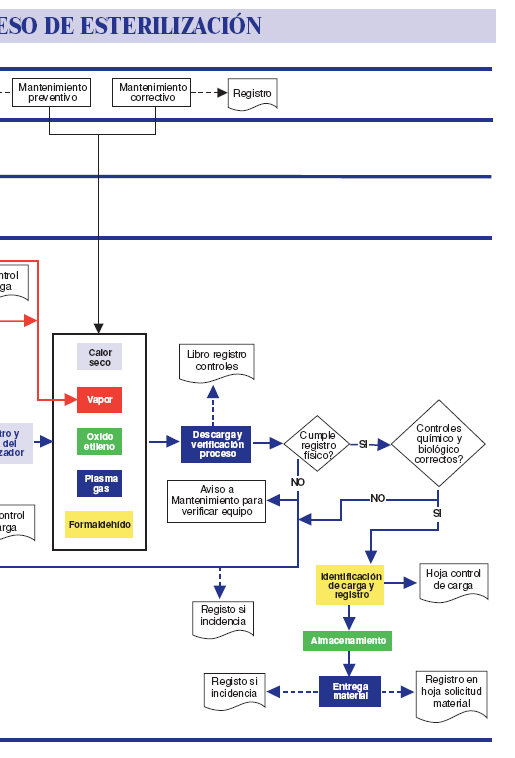 ESO DE ESTERILIZACIÓN
Mantenimiento
preventivo
Mantenimiento
correctivo
Registro
ntrol
ga
Calor
seco
Libro registro
controles
Vapor
tro y
del
zador
Oxido
etileno
Descarga y
verificación
proceso
Cumple
registro
físico?
SI
Controles
químico y
biológico
correctos?
Plasma
gas
NO
Aviso a
Mantenimiento para
verificar equipo
NO
SI
ontrol
arga
Formaldehído
Identificación
de carga y
registro
Hoja control
de carga
Registo si
incidencia
Almacenamiento
Registo si
incidencia
Entrega
material
Registro en
hoja solicitud
material